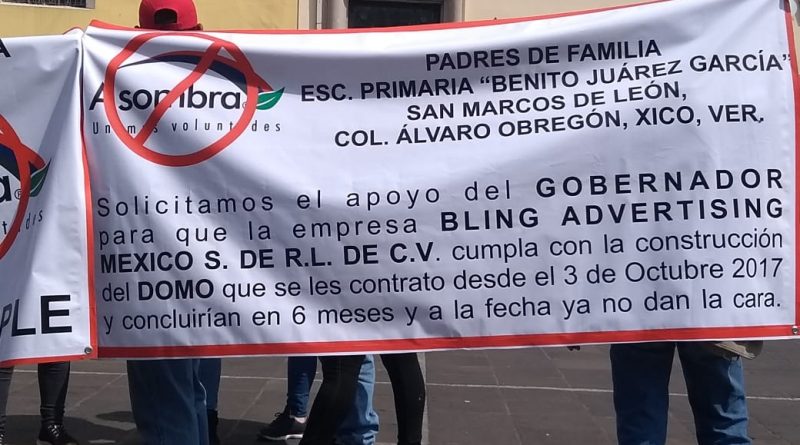 A
Asombra®
Unimos voluntades
PADRES DE FAMILIA
ESC. PRIMARIA “BENITO JUÁREZ GARCÍA”
SAN MARCOS DE LEÓN,
COL. ÁLVARO OBREGÓN, XICO, VER.
Solicitamos el apoyo del GOBERNADOR
para que la empresa BLING ADVERTISING
MEXICO S. DE R.L. DE C.V. cumpla con la construcción
del DOMO que se les contrato desde el 3 de Octubre 2017
y concluirían en 6 meses y a la fecha ya no dan la cara.
ra®
tades
PLE